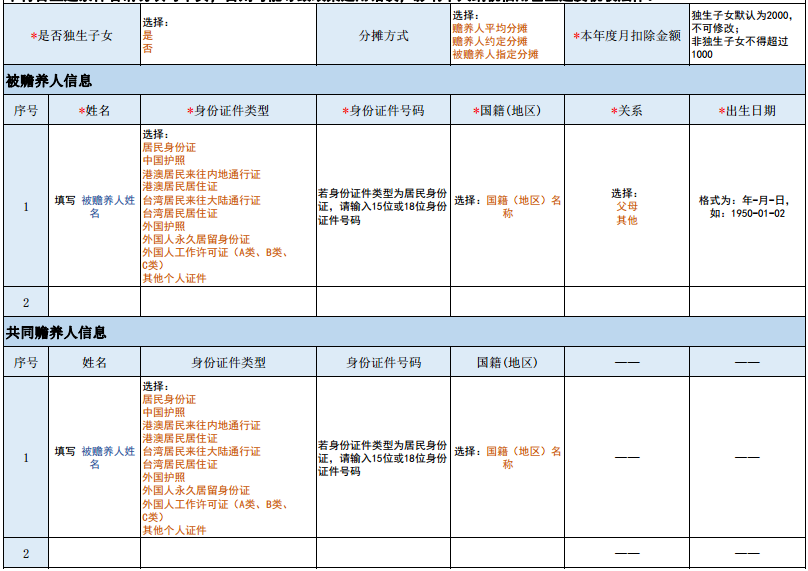 *是否独生子女
选择：
是
否
分摊方式
选择：
赡养人平均分摊
赡养人约定分摊
被赡养人指定分摊
*本年度月扣除金额
独生子女默认为2000，
不可修改；
非独生子女不得超过
1000
被赡养人信息
序号 *姓名 *身份证件类型 *身份证件号码 *国籍(地区) *关系 *出生日期
1
填写 被赡养人姓
名
选择：
居民身份证
中国护照
港澳居民来往内地通行证
港澳居民居住证
台湾居民来往大陆通行证
台湾居民居住证
外国护照
外国人永久居留身份证
外国人工作许可证（A类、B类、
C类）
其他个人证件
若身份证件类型为居民身份
证，请输入15位或18位身份
证件号码
选择：国籍（地区）名
称
选择：
父母
其他
格式为：年-月-日，
如：1950-01-02
2
共同赡养人信息
序号 姓名 身份证件类型 身份证件号码 国籍(地区) —— ——
1
填写 被赡养人姓
名
选择：
居民身份证
中国护照
港澳居民来往内地通行证
港澳居民居住证
台湾居民来往大陆通行证
台湾居民居住证
外国护照
外国人永久居留身份证
外国人工作许可证（A类、B类、
C类）
其他个人证件
若身份证件类型为居民身份
证，请输入15位或18位身份
证件号码
选择：国籍（地区）名
称
—— ——
2 —— ——